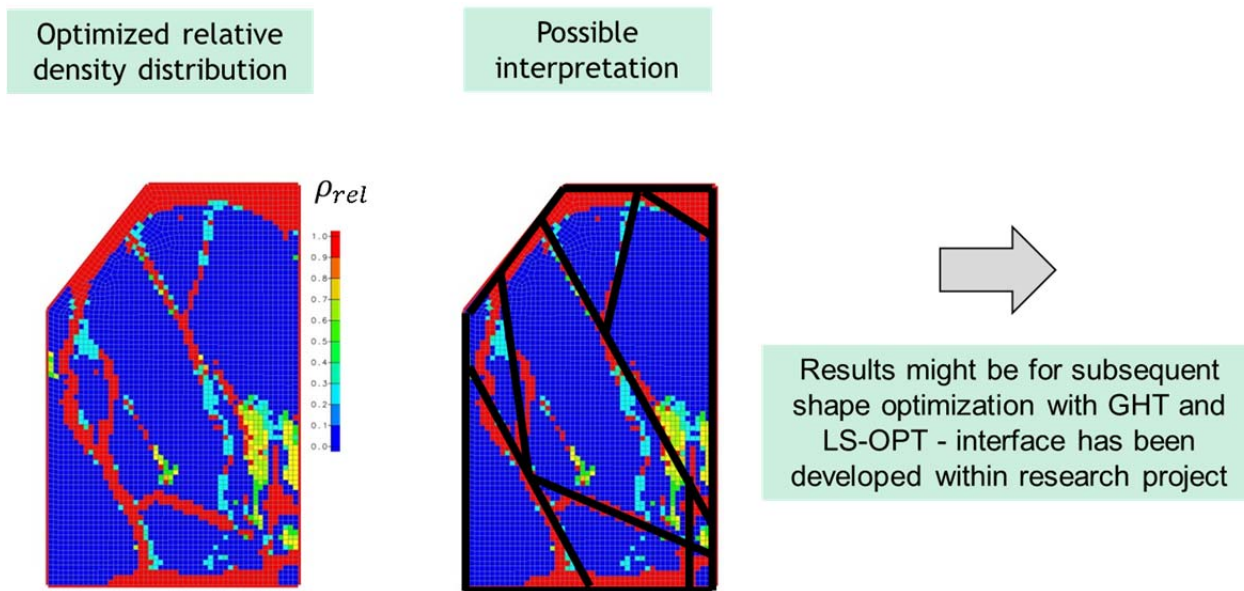 Optimized relative
density distribution
Possible
interpretation
ρrel
1.0
0.9
0.8
0.7
0.6
0.5
0.4
0.3
0.2
0.1
0.0
Results might be for subsequent
shape optimization with GHT and
LS-OPT - interface has been
developed within research project